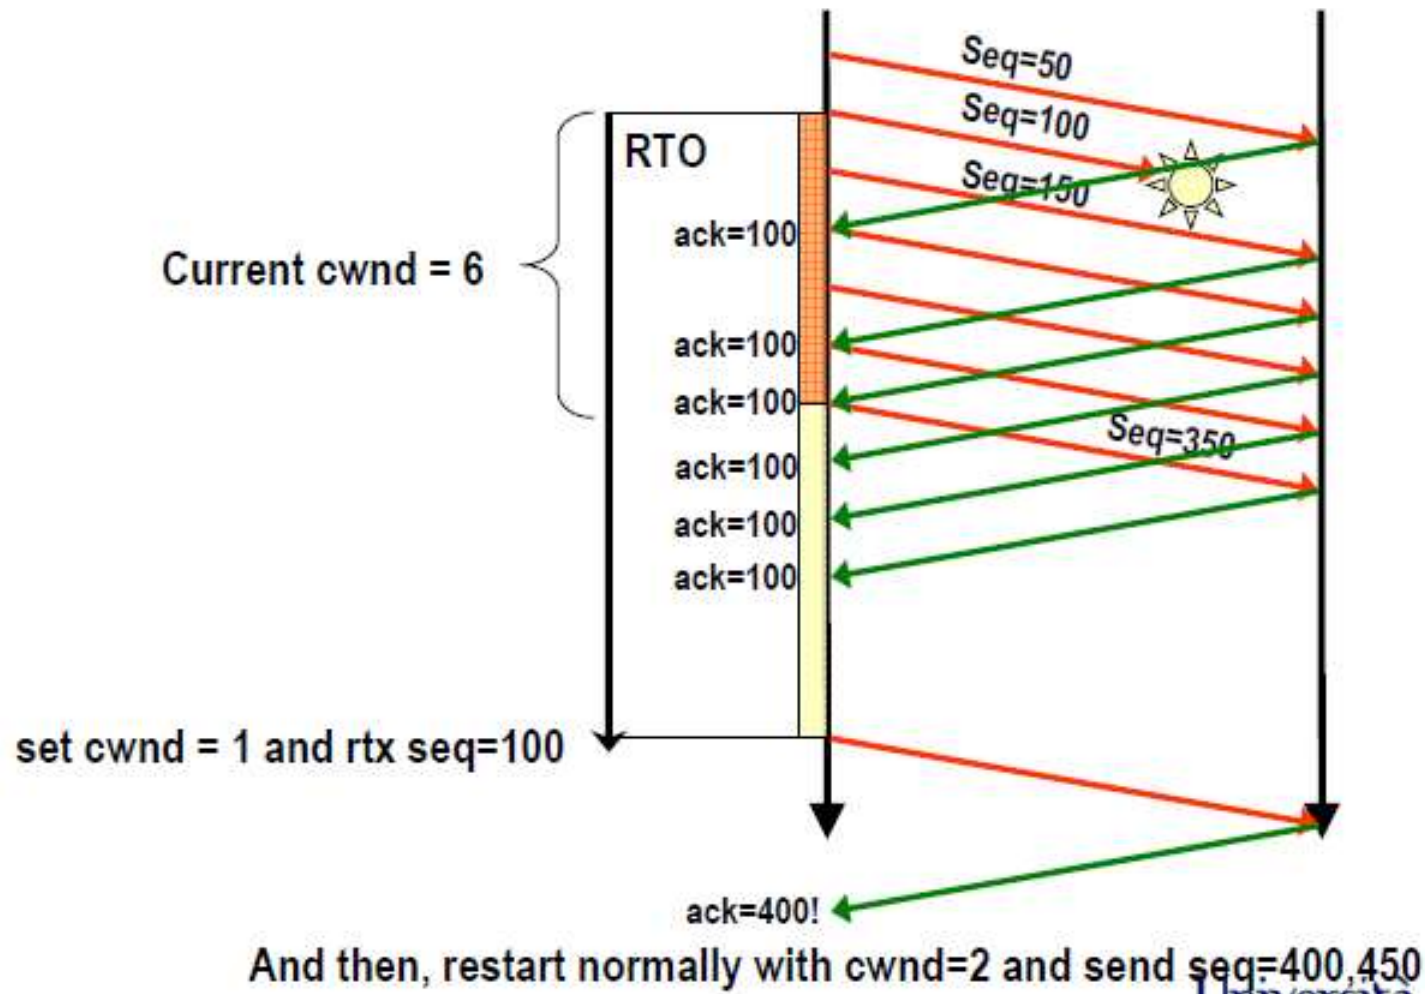 Seq=50
Seq=100
RTO
Seq=150
ack=100
Current cwnd = 6
ack=100
ack=100
Seq=350
ack=100
ack=100
ack=100
set cwnd = 1 and rtx seq=100
ack=400!
And then, restart normally with cwnd=2 and send seq=400,450